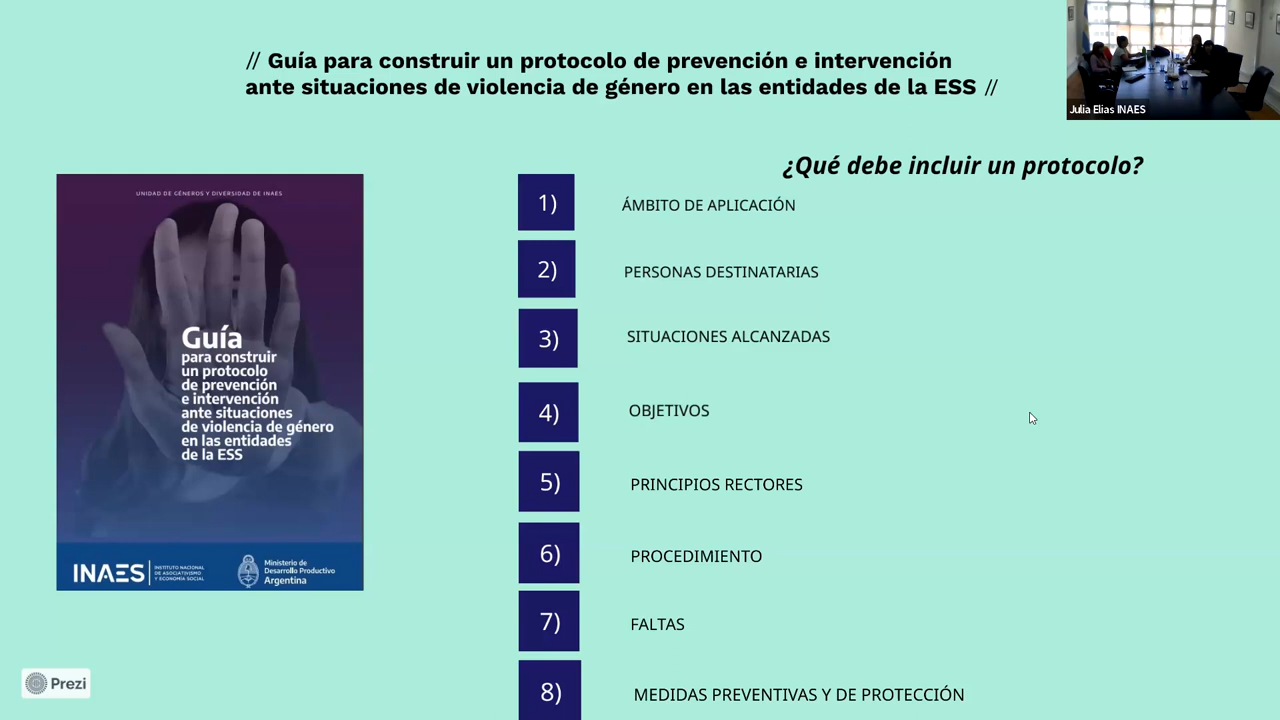 // Guía para construir un protocolo de prevención e intervención
ante situaciones de violencia de género en las entidades de la ESS //
Julia Elias INAES
¿Qué debe incluir un protocolo?
UNIDAD DE GÉNEROS Y DIVERSIDAD DE INAES
Guía
para construir
un protocolo
de prevención
e intervención
ante situaciones
de violencia de género
en las entidades
de la ESS
INAES
INSTITUTO NACIONAL
DE ASOCIATIVISMO
Y ECONOMÍA SOCIAL
Ministerio de
Desarrollo Productivo
Argentina
1) ÁMBITO DE APLICACIÓN
2) PERSONAS DESTINATARIAS
3) SITUACIONES ALCANZADAS
4) OBJETIVOS
5) PRINCIPIOS RECTORES
6) PROCEDIMIENTO
7) FALTAS
8) MEDIDAS PREVENTIVAS Y DE PROTECCIÓN
Prezi